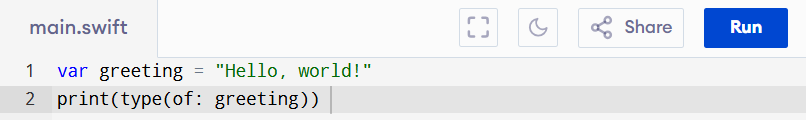 main.swift
Share
Run
1 var greeting = "Hello, world!"
2 print(type(of: greeting))